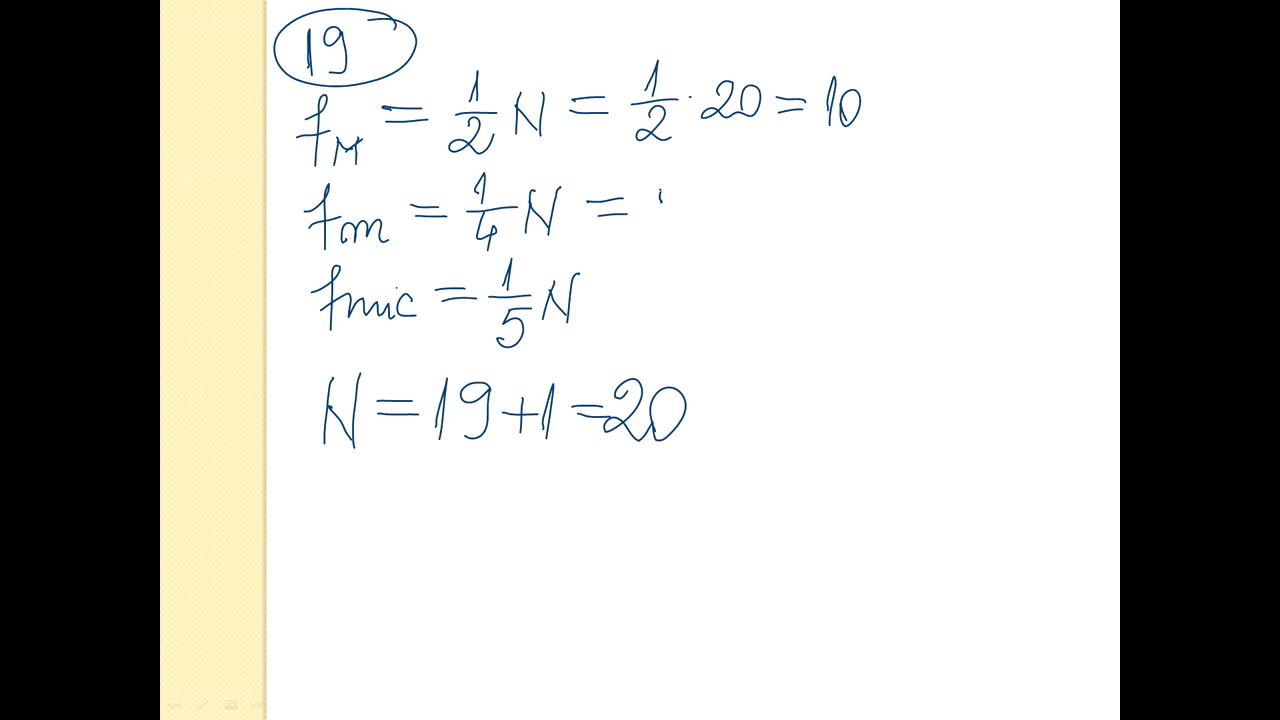 19
f_M = 1/2 N = 1/2 · 20 = 10
f_m = 1/4 N =
f_mic = 1/5 N
N = 19 + 1 = 20